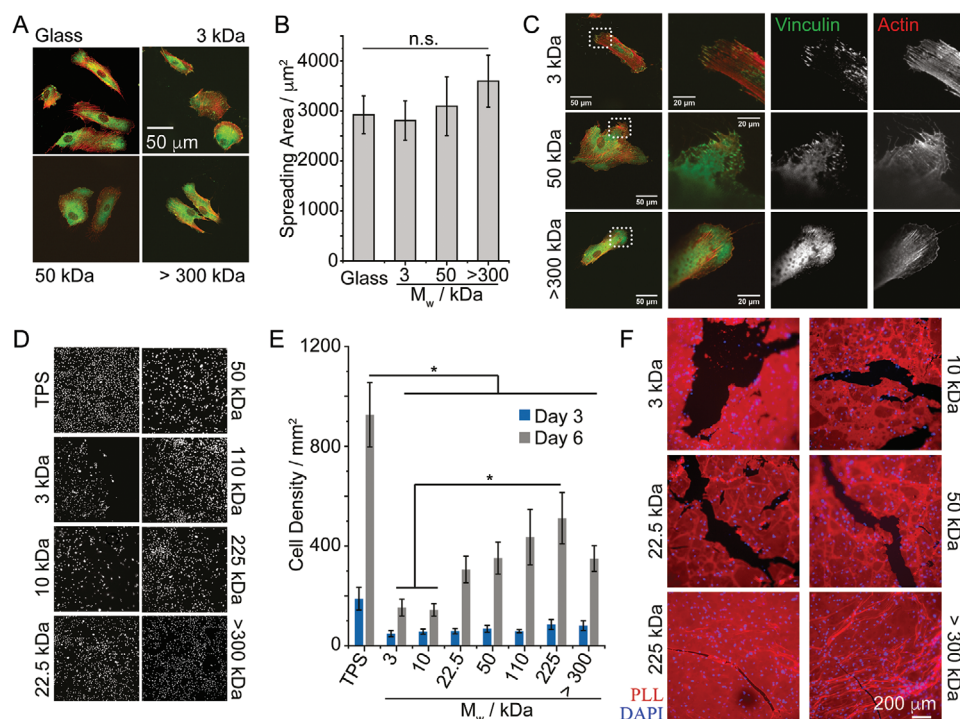 A
Glass
3 kDa
50 μm
50 kDa
> 300 kDa
B
n.s.
Spreading Area / μm²
4000
3000
2000
1000
0
Glass
3
50
>300
Mw / kDa
C
Vinculin
Actin
3 kDa
50 μm
20 μm
50 kDa
50 μm
20 μm
>300 kDa
50 μm
20 μm
D
TPS
50 kDa
3 kDa
110 kDa
10 kDa
225 kDa
22.5 kDa
>300 kDa
E
Cell Density / mm²
1200
800
400
0
*
*
Day 3
Day 6
TPS
3
10
22.5
50
110
225
> 300
Mw / kDa
F
3 kDa
10 kDa
22.5 kDa
50 kDa
225 kDa
> 300 kDa
PLL
DAPI
200 μm